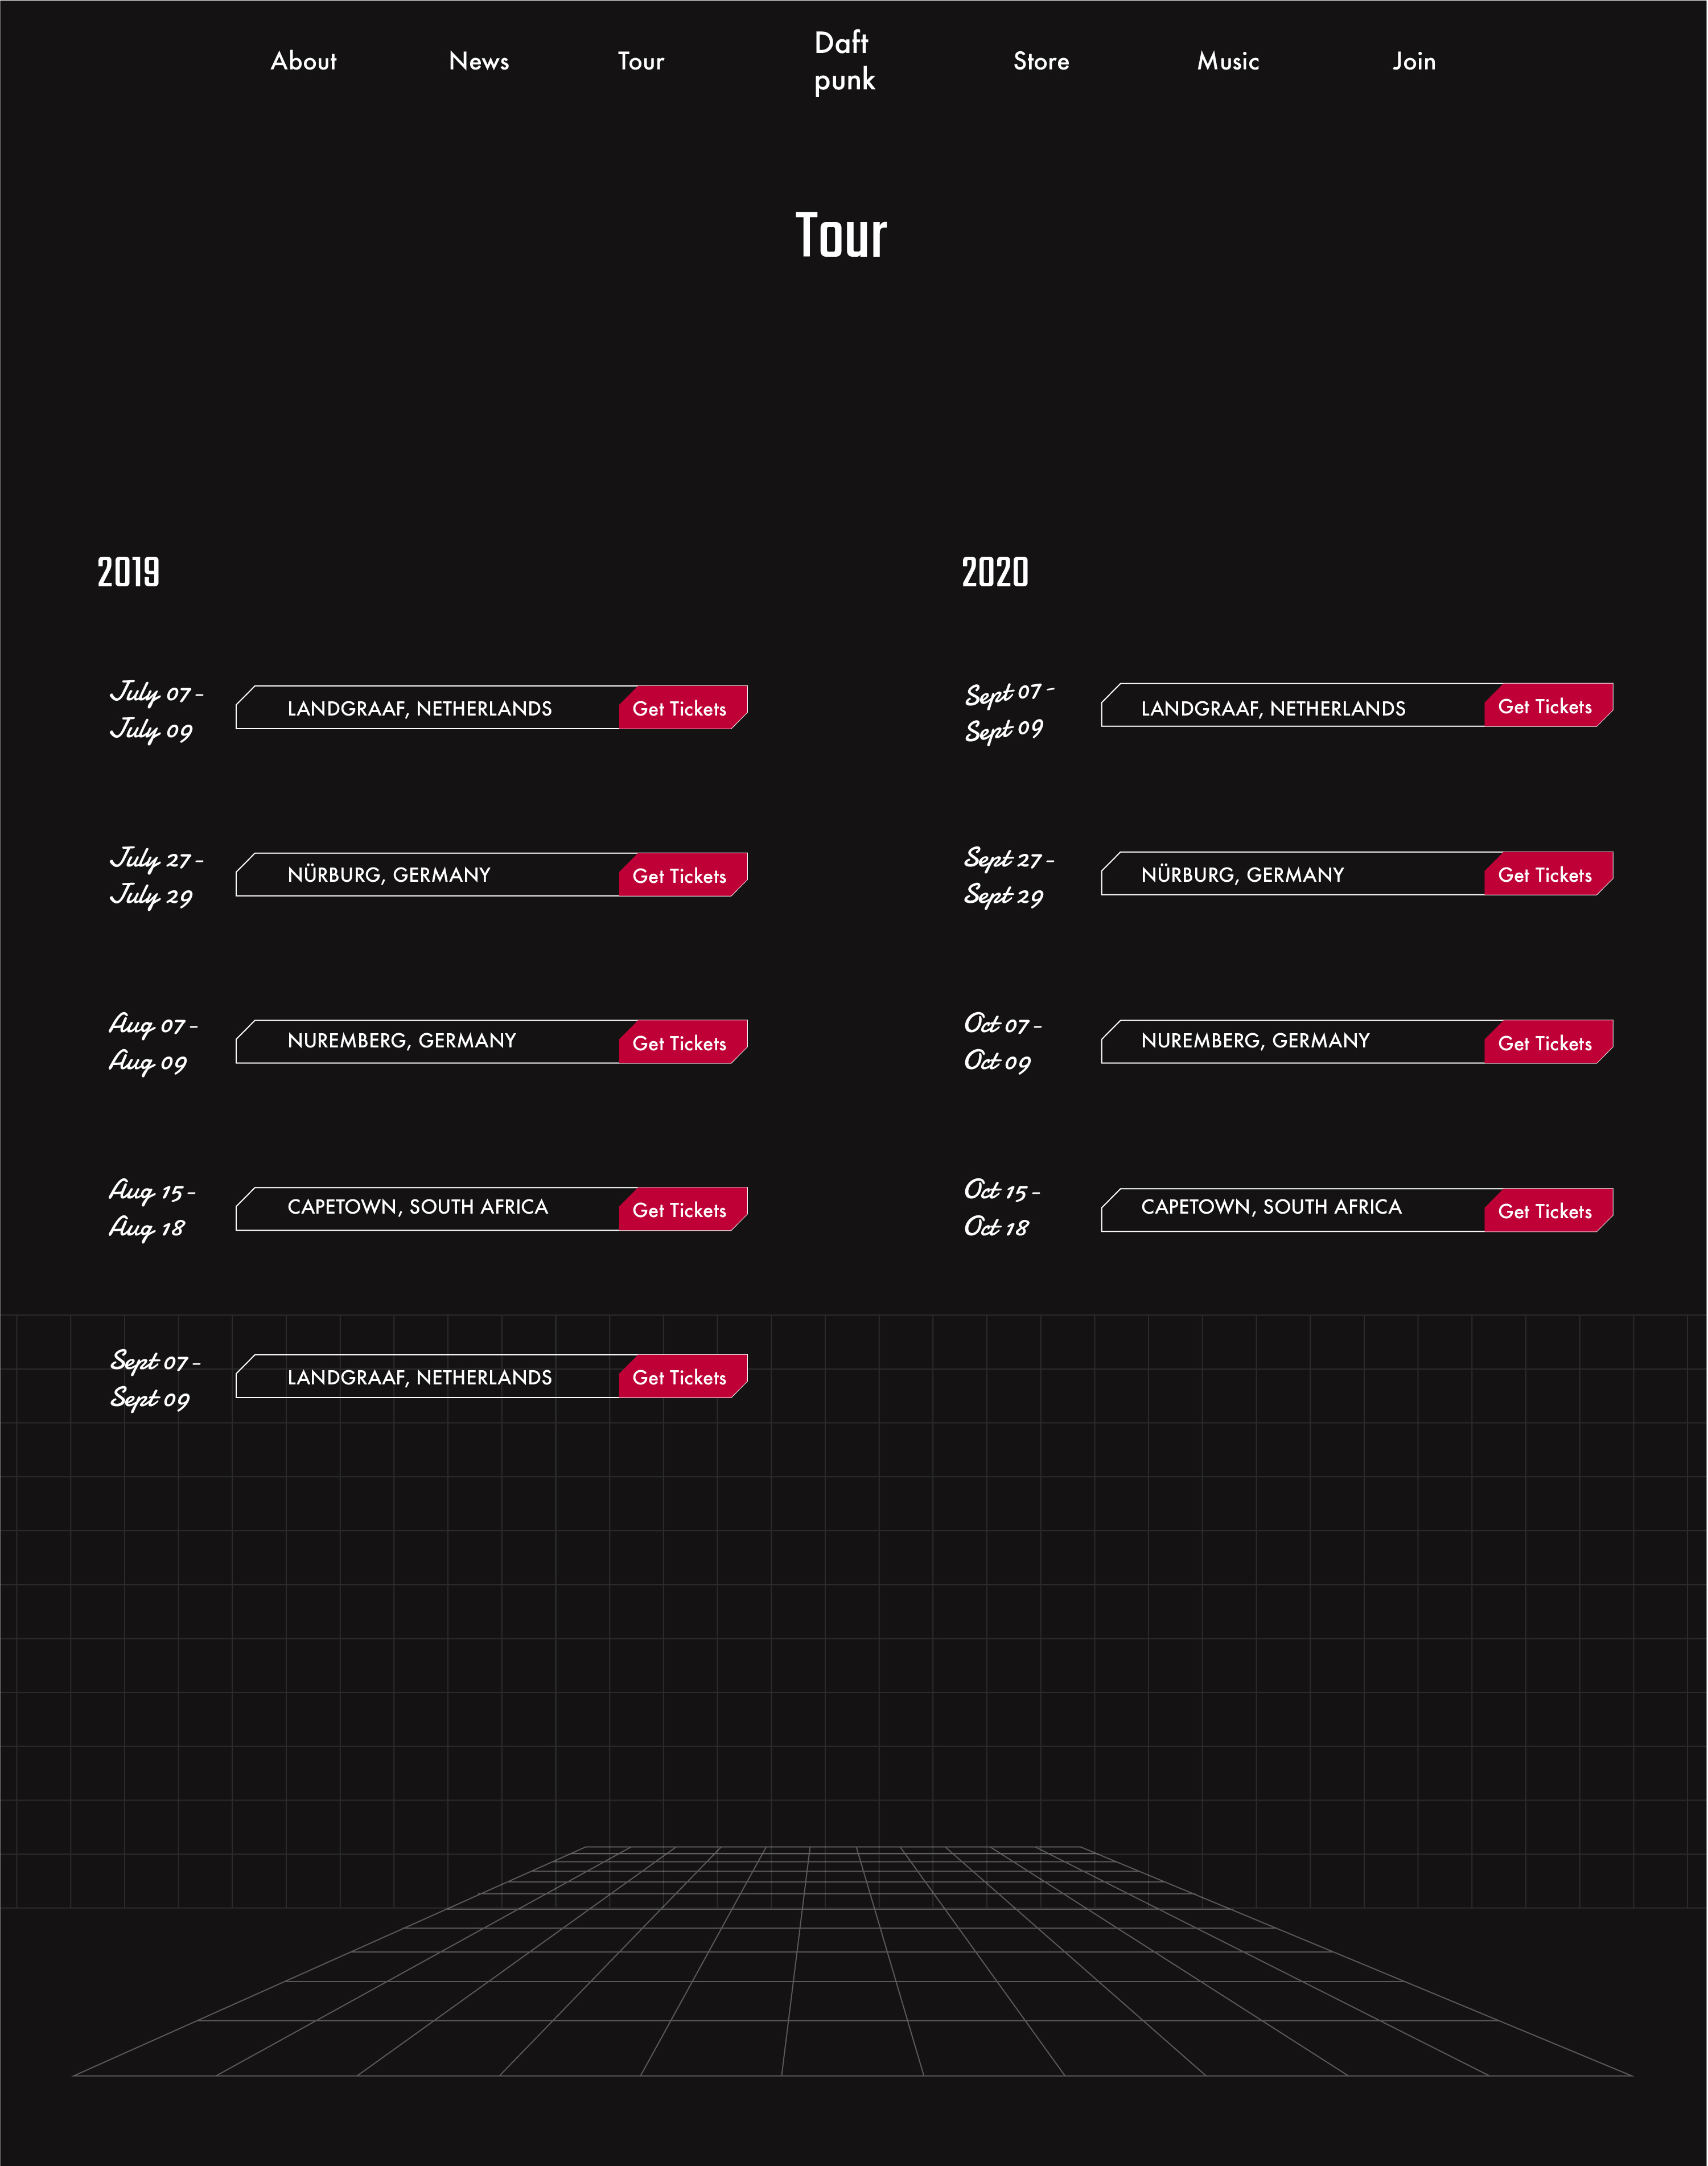 About
News
Tour
Daft
punk
Store
Music
Join
Tour
2019
July 07 -
July 09
LANDGRAAF, NETHERLANDS
Get Tickets
July 27 -
July 29
NÜRBURG, GERMANY
Get Tickets
Aug 07 -
Aug 09
NUREMBERG, GERMANY
Get Tickets
Aug 15 -
Aug 18
CAPETOWN, SOUTH AFRICA
Get Tickets
Sept 07 -
Sept 09
LANDGRAAF, NETHERLANDS
Get Tickets
2020
Sept 07 -
Sept 09
LANDGRAAF, NETHERLANDS
Get Tickets
Sept 27 -
Sept 29
NÜRBURG, GERMANY
Get Tickets
Oct 07 -
Oct 09
NUREMBERG, GERMANY
Get Tickets
Oct 15 -
Oct 18
CAPETOWN, SOUTH AFRICA
Get Tickets